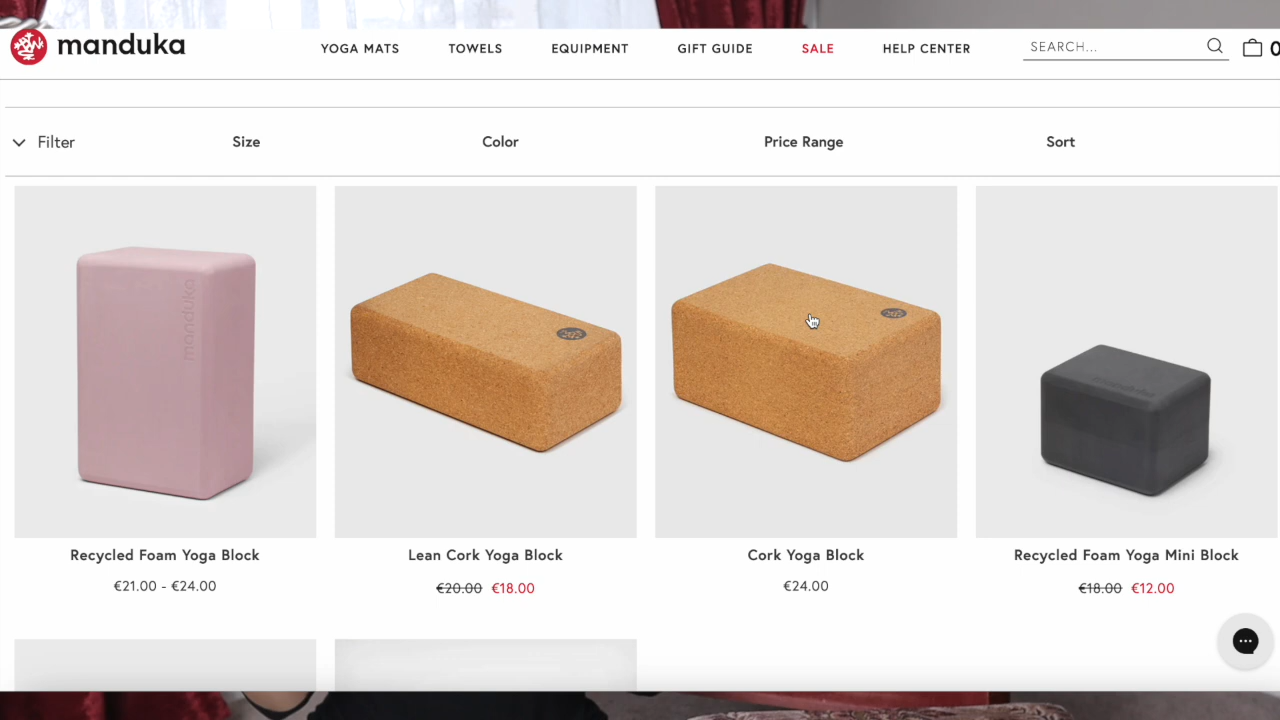 manduka
YOGA MATS
TOWELS
EQUIPMENT
GIFT GUIDE
SALE
HELP CENTER
SEARCH...
0
Filter
Size
Color
Price Range
Sort
manduka
manduka
Recycled Foam Yoga Block
€21.00 - €24.00
Lean Cork Yoga Block
€20.00 €18.00
Cork Yoga Block
€24.00
Recycled Foam Yoga Mini Block
€18.00 €12.00